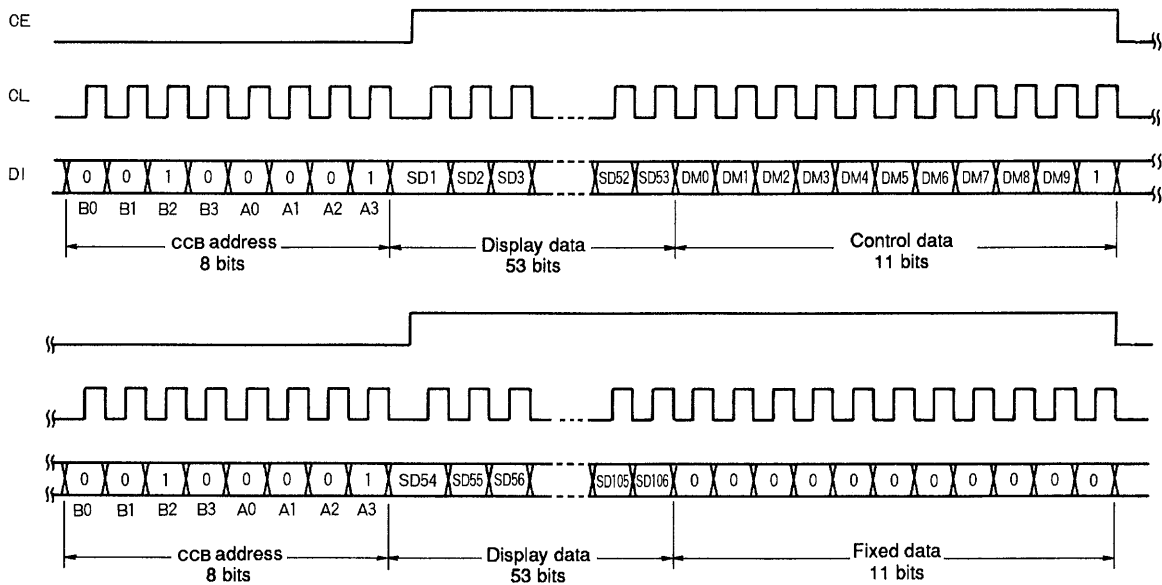 CE
CL
DI 0 0 1 0 0 0 0 1 SD1 SD2 SD3 SD52 SD53 DM0 DM1 DM2 DM3 DM4 DM5 DM6 DM7 DM8 DM9 1
B0 B1 B2 B3 A0 A1 A2 A3
CCB address Display data Control data
8 bits 53 bits 11 bits
0 0 1 0 0 0 0 1 SD54 SD55 SD56 SD105 SD106 0 0 0 0 0 0 0 0 0 0 0
B0 B1 B2 B3 A0 A1 A2 A3
CCB address Display data Fixed data
8 bits 53 bits 11 bits